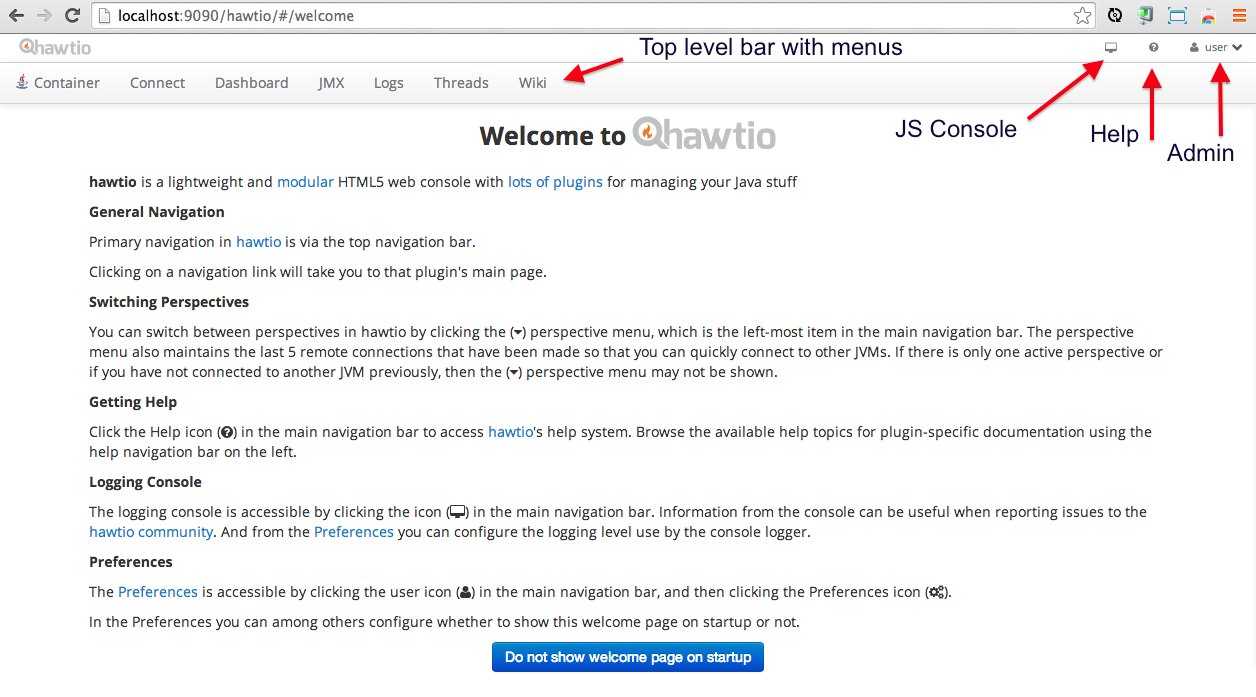 localhost:9090/hawtio/#/welcome
hawtio
Top level bar with menus
user
Container Connect Dashboard JMX Logs Threads Wiki
JS Console
Help
Admin
Welcome to hawtio
hawtio is a lightweight and modular HTML5 web console with lots of plugins for managing your Java stuff
General Navigation
Primary navigation in hawtio is via the top navigation bar.
Clicking on a navigation link will take you to that plugin's main page.
Switching Perspectives
You can switch between perspectives in hawtio by clicking the () perspective menu, which is the left-most item in the main navigation bar. The perspective
menu also maintains the last 5 remote connections that have been made so that you can quickly connect to other JVMs. If there is only one active perspective or
if you have not connected to another JVM previously, then the () perspective menu may not be shown.
Getting Help
Click the Help icon (?) in the main navigation bar to access hawtio's help system. Browse the available help topics for plugin-specific documentation using the
help navigation bar on the left.
Logging Console
The logging console is accessible by clicking the icon () in the main navigation bar. Information from the console can be useful when reporting issues to the
hawtio community. And from the Preferences you can configure the logging level use by the console logger.
Preferences
The Preferences is accessible by clicking the user icon () in the main navigation bar, and then clicking the Preferences icon ().
In the Preferences you can among others configure whether to show this welcome page on startup or not.
Do not show welcome page on startup